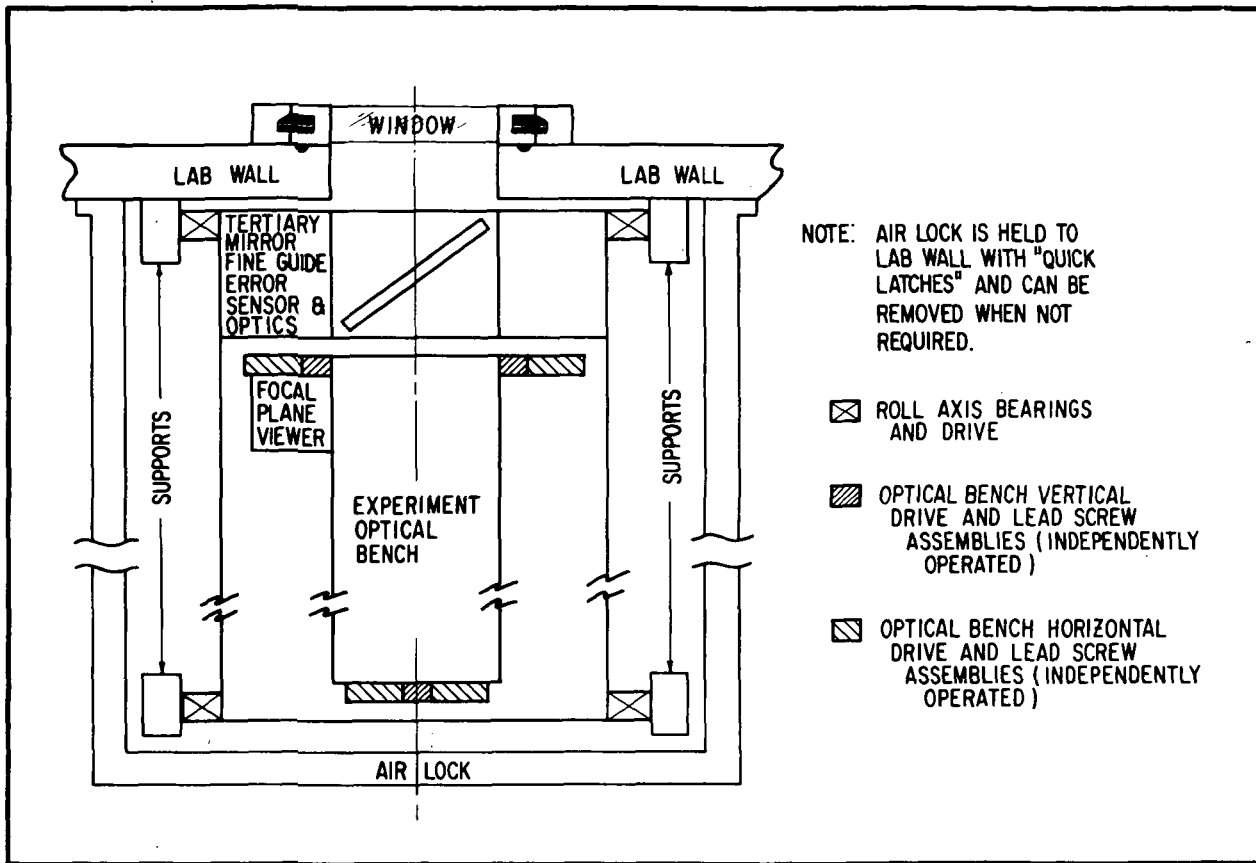 WINDOW
LAB WALL
LAB WALL
TERTIARY
MIRROR
FINE GUIDE
ERROR
SENSOR &
OPTICS
SUPPORTS
SUPPORTS
FOCAL
PLANE
VIEWER
EXPERIMENT
OPTICAL
BENCH
AIR LOCK
NOTE: AIR LOCK IS HELD TO
LAB WALL WITH "QUICK
LATCHES" AND CAN BE
REMOVED WHEN NOT
REQUIRED.
ROLL AXIS BEARINGS
AND DRIVE
OPTICAL BENCH VERTICAL
DRIVE AND LEAD SCREW
ASSEMBLIES (INDEPENDENTLY
OPERATED)
OPTICAL BENCH HORIZONTAL
DRIVE AND LEAD SCREW
ASSEMBLIES (INDEPENDENTLY
OPERATED)